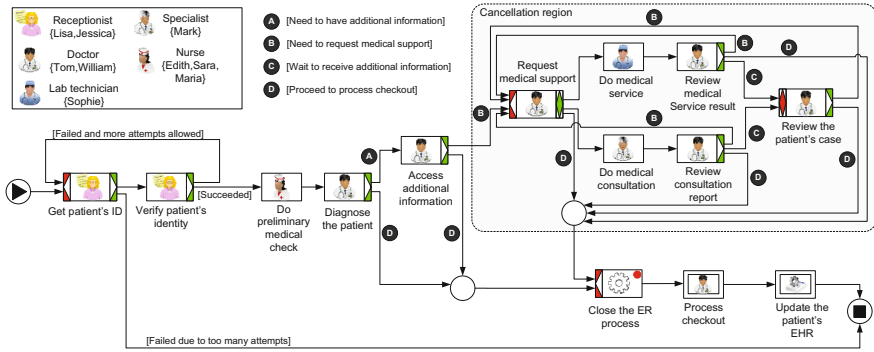 Receptionist
{Lisa,Jessica}
Specialist
{Mark}
Doctor
{Tom,William}
Nurse
{Edith,Sara,
Maria}
Lab technician
{Sophie}
A [Need to have additional information]
B [Need to request medical support]
C [Wait to receive additional information]
D [Proceed to process checkout]
Cancellation region
B
B
D
Request
medical support
Do medical
service
Review
medical
Service result
C
B
B
Review the
patient's case
C
D
D
Do medical
consultation
Review
consultation
report
D
[Failed and more attempts allowed]
A
Access
additional
information
Get patient's ID
Verify patient's
identity
[Succeeded]
Do
preliminary
medical
check
Diagnose
the patient
D
D
Close the ER
process
Process
checkout
Update the
patient's
EHR
[Failed due to too many attempts]